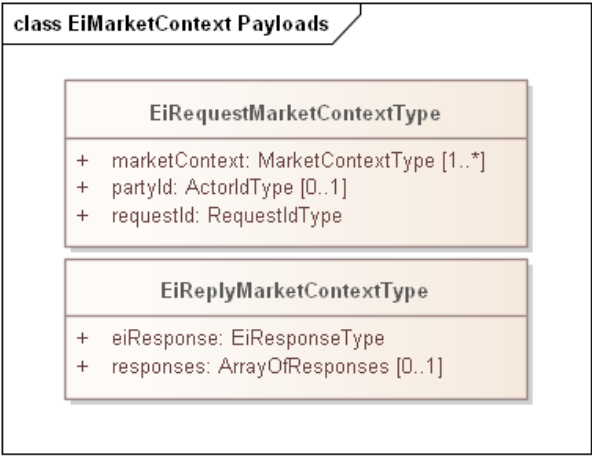 class EiMarketContext Payloads
EiRequestMarketContextType
+ marketContext: MarketContextType [1..*]
+ partyId: ActorIdType [0..1]
+ requestId: RequestIdType
EiReplyMarketContextType
+ eiResponse: EiResponseType
+ responses: ArrayOfResponses [0..1]